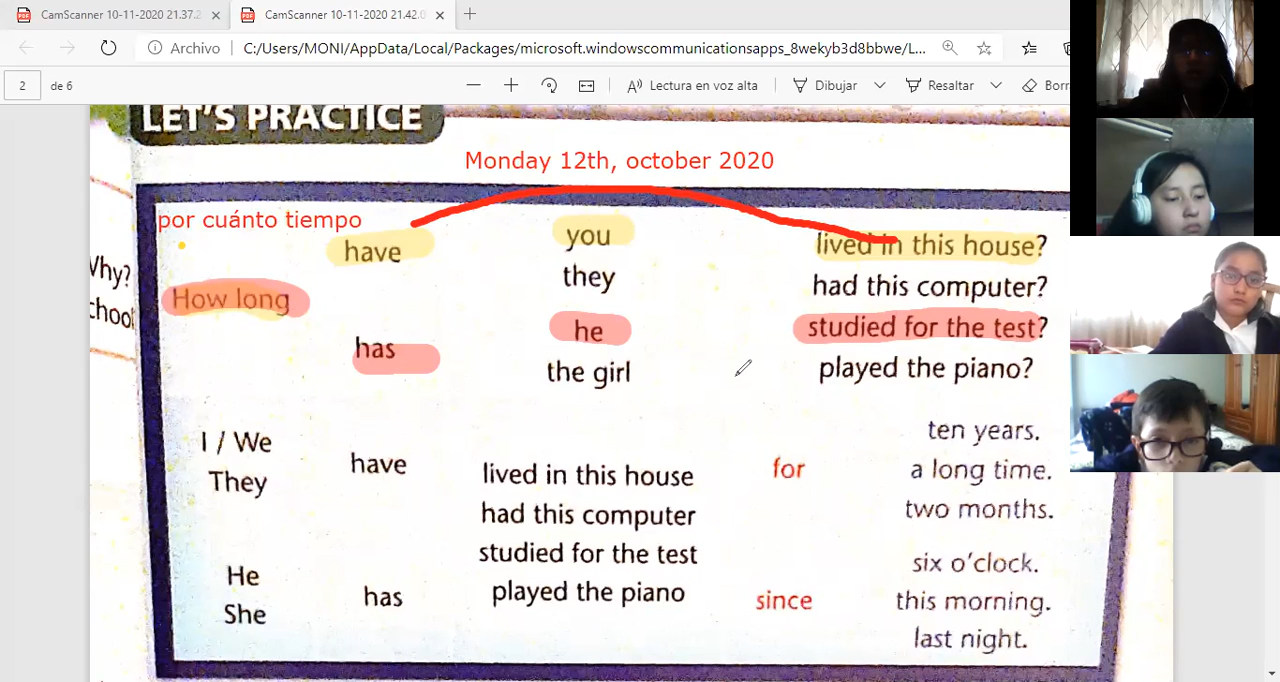 CamScanner 10-11-2020 21.37.2
CamScanner 10-11-2020 21.42.0
Archivo
C:/Users/MONI/AppData/Local/Packages/microsoft.windowscommunicationsapps_8wekyb3d8bbwe/L...
2 de 6
Lectura en voz alta
Dibujar
Resaltar
Borr
LET'S PRACTICE
Monday 12th, october 2020
por cuánto tiempo
Why?
choo
How long
have
has
you
they
he
the girl
lived in this house?
had this computer?
studied for the test?
played the piano?
I / We
They
have
He
She
has
lived in this house
had this computer
studied for the test
played the piano
for
since
ten years.
a long time.
two months.
six o'clock.
this morning.
last night.